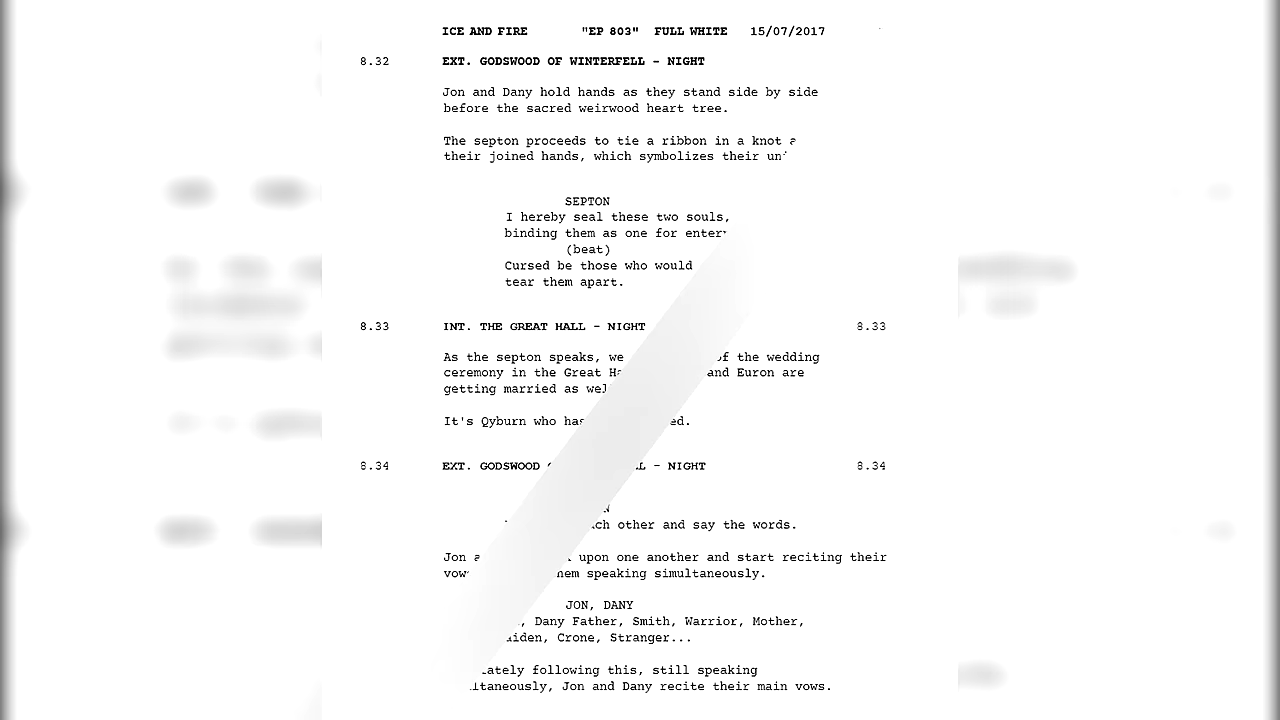 ICE AND FIRE "EP 803" FULL WHITE 15/07/2017
8.32 EXT. GODSWOOD OF WINTERFELL - NIGHT
Jon and Dany hold hands as they stand side by side
before the sacred weirwood heart tree.
The septon proceeds to tie a ribbon in a knot
their joined hands, which symbolizes their
SEPTON
I hereby seal these two souls,
binding them as one for
(beat)
Cursed be those who would
tear them apart.
8.33 INT. THE GREAT HALL - NIGHT 8.33
As the septon speaks, we of the wedding
ceremony in the Great and Euron are
getting married as
It's Qyburn who
8.34 EXT. GODSWOOD - NIGHT 8.34
other and say the words.
Jon upon one another and start reciting their
speaking simultaneously.
JON, DANY
Dany Father, Smith, Warrior, Mother,
Crone, Stranger...
following this, still speaking
Jon and Dany recite their main vows.